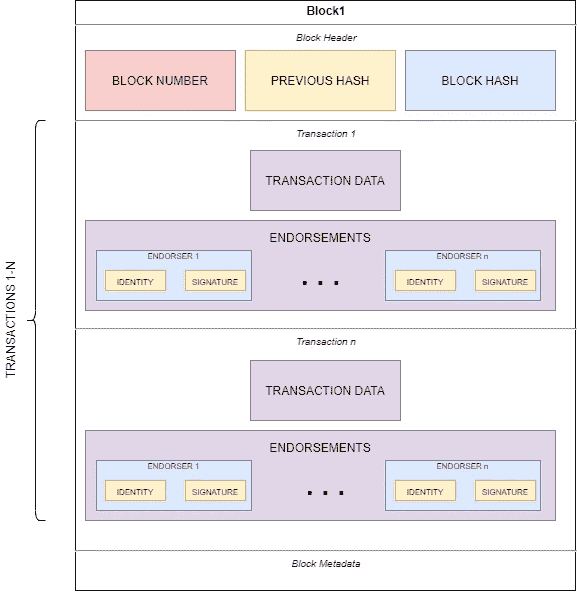 Block1
Block Header
BLOCK NUMBER
PREVIOUS HASH
BLOCK HASH
TRANSACTIONS 1-N
Transaction 1
TRANSACTION DATA
ENDORSEMENTS
ENDORSER 1
IDENTITY
SIGNATURE
. . .
ENDORSER n
IDENTITY
SIGNATURE
Transaction n
TRANSACTION DATA
ENDORSEMENTS
ENDORSER 1
IDENTITY
SIGNATURE
. . .
ENDORSER n
IDENTITY
SIGNATURE
Block Metadata